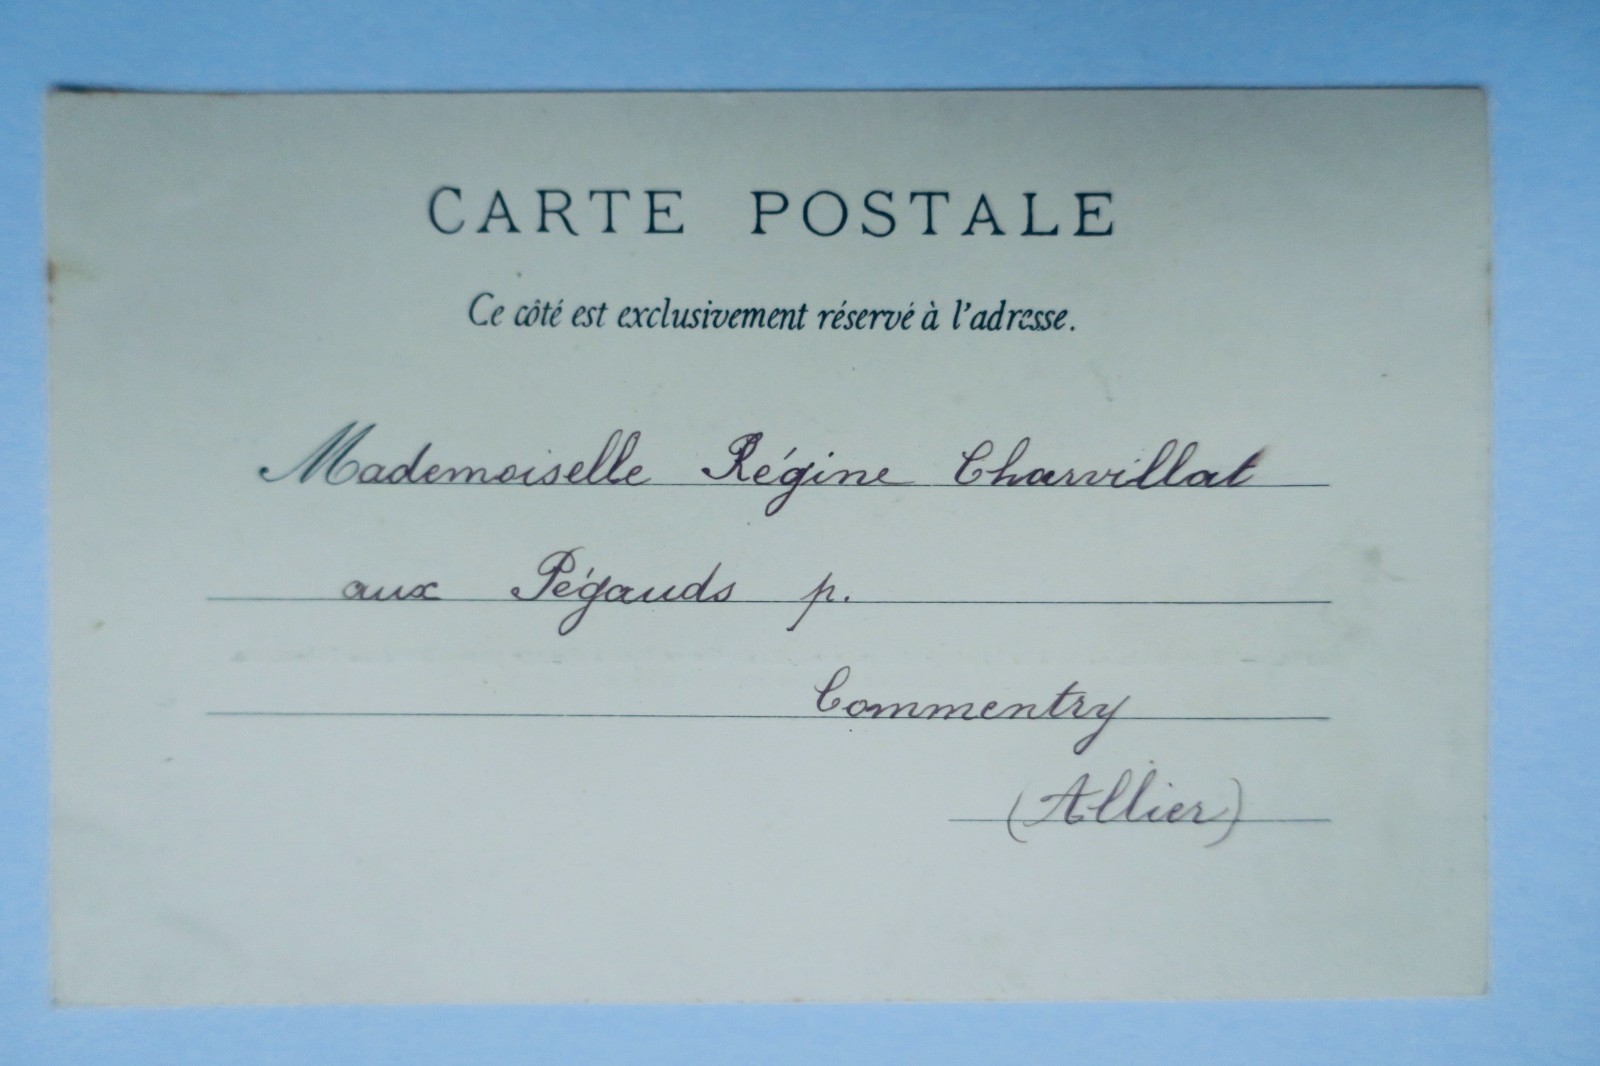 CARTE POSTALE
Ce côté est exclusivement réservé à l'adresse.
Mademoiselle Régine Charvillat
aux Pégauds p.
Commentry
(Allier)